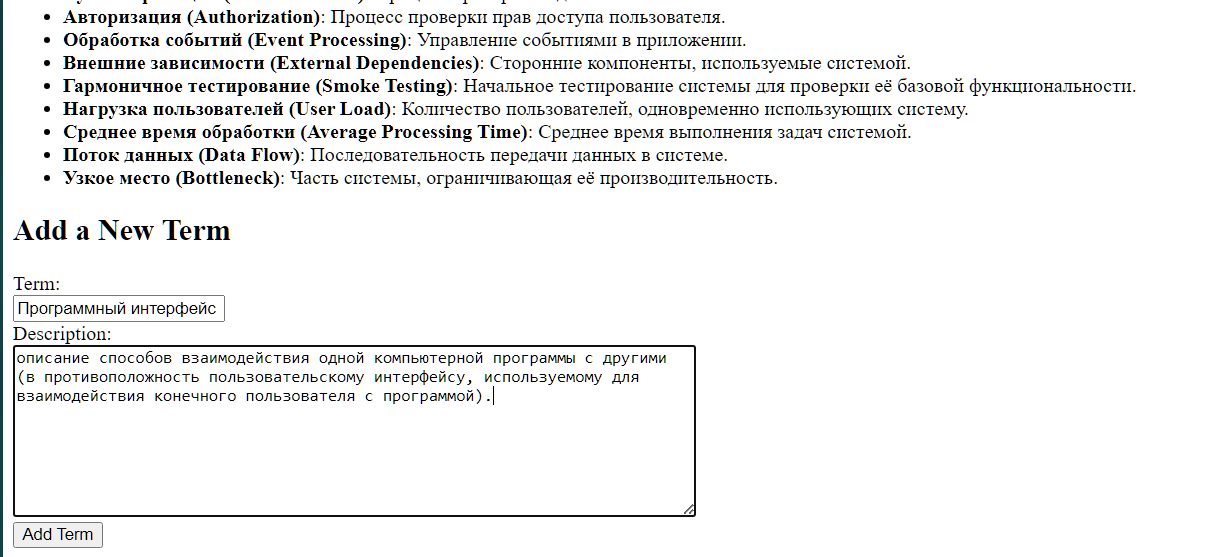 Авторизация (Authorization): Процесс проверки прав доступа пользователя.
Обработка событий (Event Processing): Управление событиями в приложении.
Внешние зависимости (External Dependencies): Сторонние компоненты, используемые системой.
Гармоничное тестирование (Smoke Testing): Начальное тестирование системы для проверки её базовой функциональности.
Нагрузка пользователей (User Load): Количество пользователей, одновременно использующих систему.
Среднее время обработки (Average Processing Time): Среднее время выполнения задач системой.
Поток данных (Data Flow): Последовательность передачи данных в системе.
Узкое место (Bottleneck): Часть системы, ограничивающая её производительность.
Add a New Term
Term:
Программный интерфейс
Description:
описание способов взаимодействия одной компьютерной программы с другими
(в противоположность пользовательскому интерфейсу, используемому для
взаимодействия конечного пользователя с программой).
Add Term